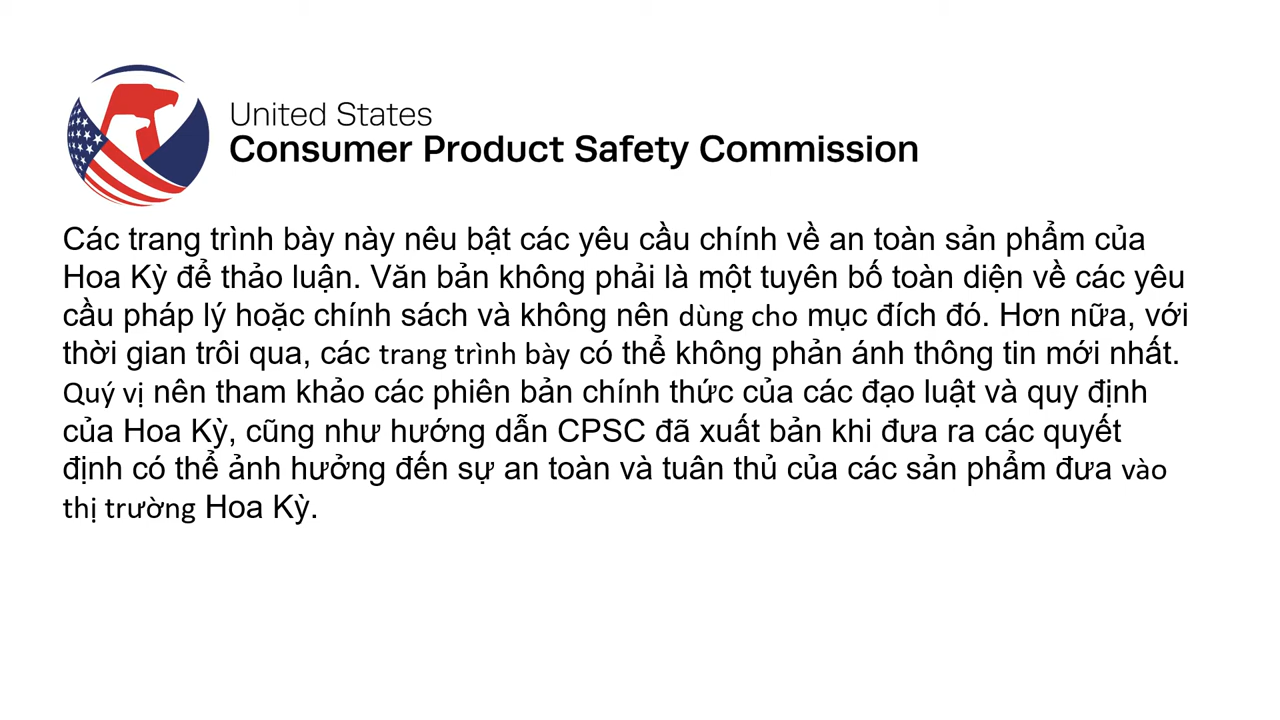 United States
Consumer Product Safety Commission
Các trang trình bày này nêu bật các yêu cầu chính về an toàn sản phẩm của
Hoa Kỳ để thảo luận. Văn bản không phải là một tuyên bố toàn diện về các yêu
cầu pháp lý hoặc chính sách và không nên dùng cho mục đích đó. Hơn nữa, với
thời gian trôi qua, các trang trình bày có thể không phản ánh thông tin mới nhất.
Quý vị nên tham khảo các phiên bản chính thức của các đạo luật và quy định
của Hoa Kỳ, cũng như hướng dẫn CPSC đã xuất bản khi đưa ra các quyết
định có thể ảnh hưởng đến sự an toàn và tuân thủ của các sản phẩm đưa vào
thị trường Hoa Kỳ.